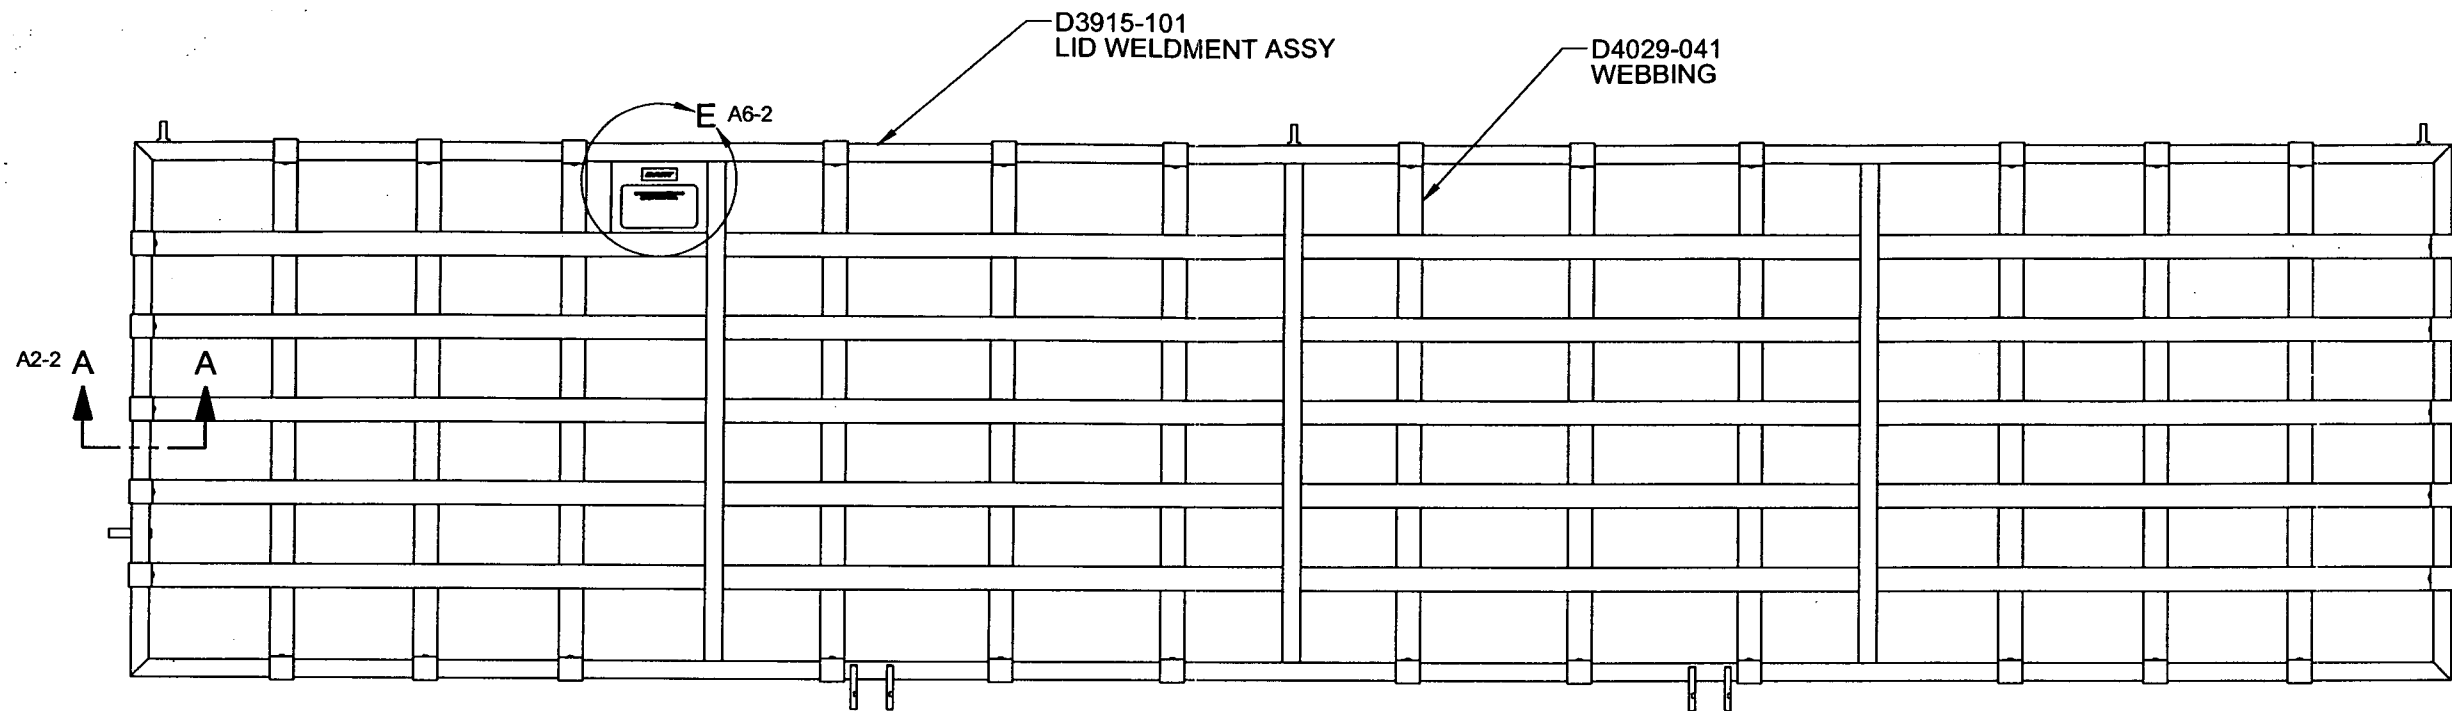 D3915-101
LID WELDMENT ASSY
D4029-041
WEBBING
E A6-2
A2-2 A A